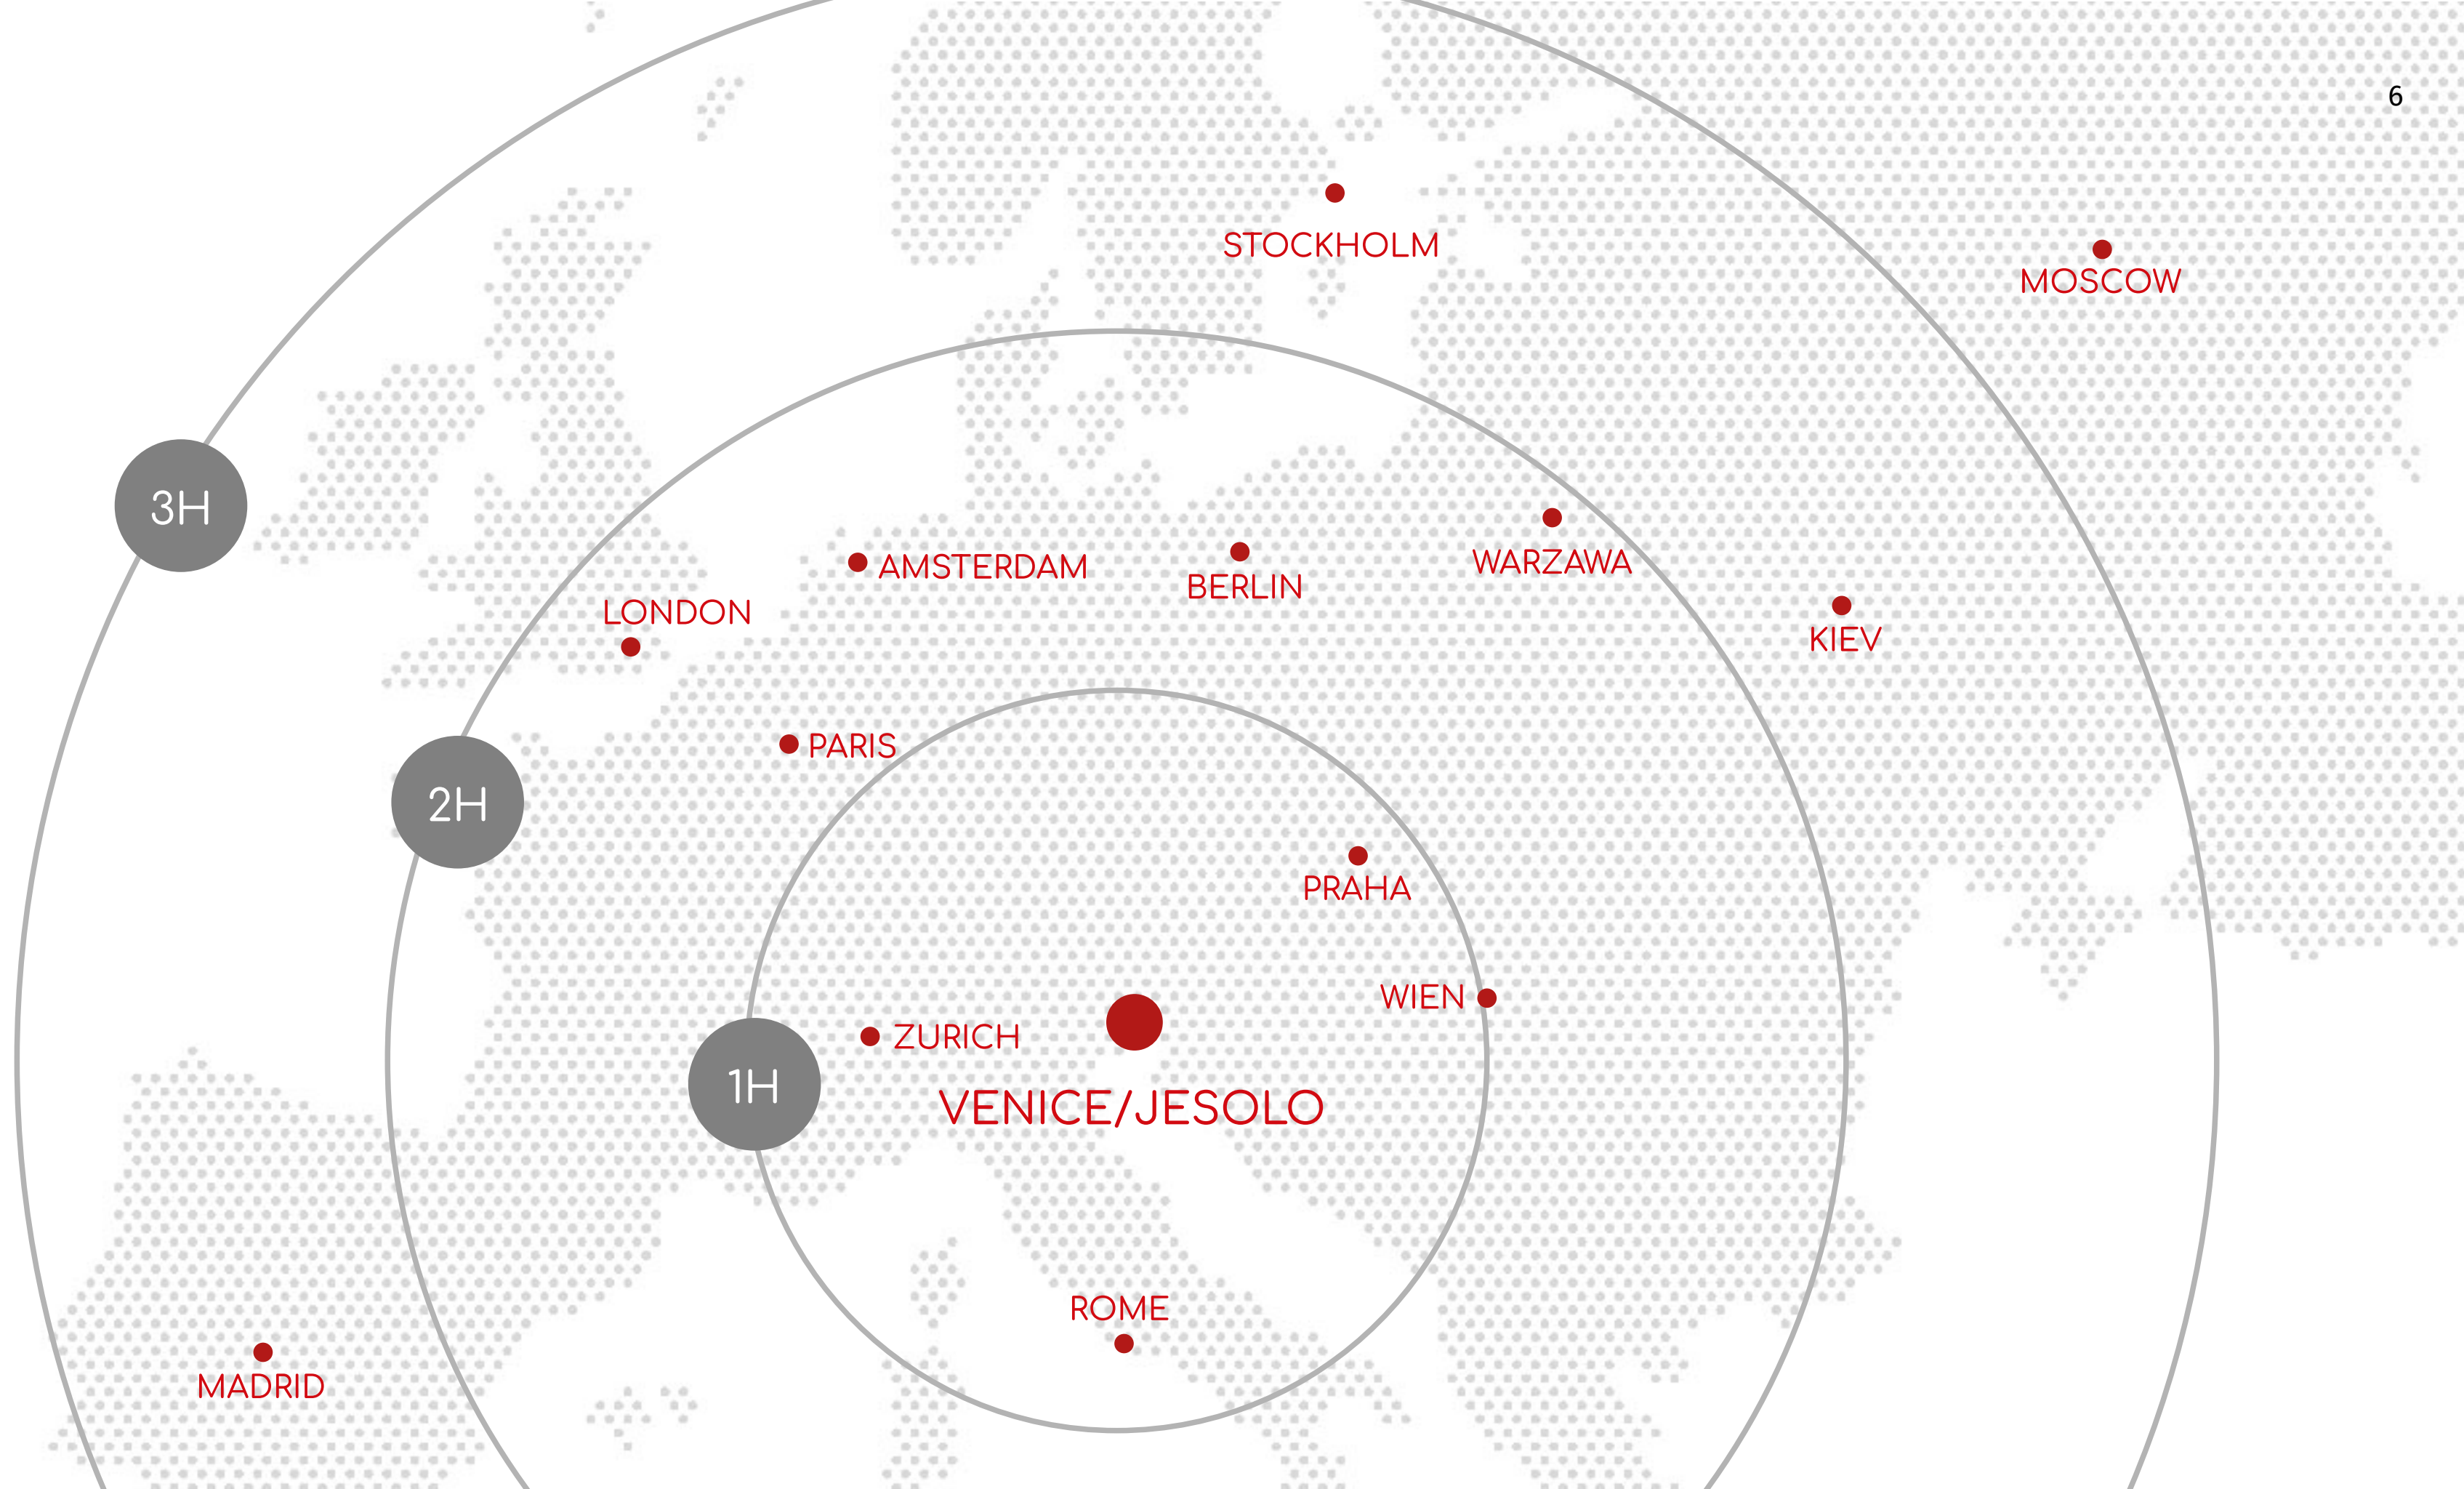 6
STOCKHOLM
MOSCOW
3H
AMSTERDAM
BERLIN
WARZAWA
LONDON
KIEV
PARIS
2H
PRAHA
WIEN
ZURICH
1H
VENICE/JESOLO
ROME
MADRID